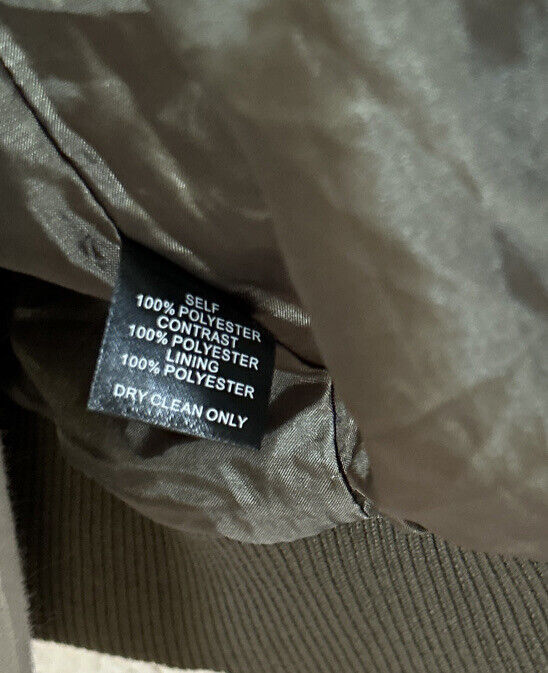 SELF
100% POLYESTER
CONTRAST
100% POLYESTER
LINING
100% POLYESTER
DRY CLEAN ONLY